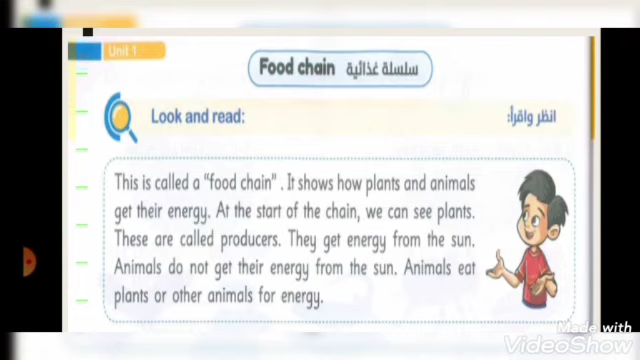 Unit 1
Food chain سلسلة غذائية
Look and read: انظر واقرأ:
This is called a "food chain" . It shows how plants and animals
get their energy. At the start of the chain, we can see plants.
These are called producers. They get energy from the sun.
Animals do not get their energy from the sun. Animals eat
plants or other animals for energy.
Made with
VideoShow